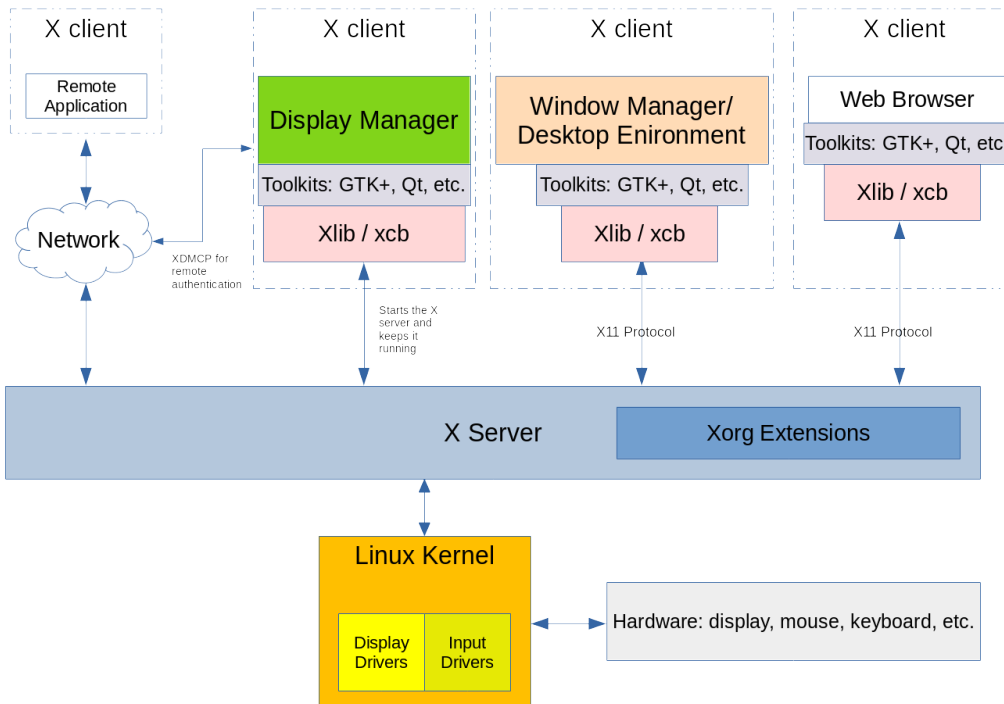 X client
Remote
Application
Network
XDMCP for
remote
authentication
X client
Display Manager
Toolkits: GTK+, Qt, etc.
Xlib / xcb
Starts the X
server and
keeps it
running
X client
Window Manager/
Desktop Enironment
Toolkits: GTK+, Qt, etc.
Xlib / xcb
X11 Protocol
X client
Web Browser
Toolkits: GTK+, Qt, etc
Xlib / xcb
X11 Protocol
X Server
Xorg Extensions
Linux Kernel
Display
Drivers
Input
Drivers
Hardware: display, mouse, keyboard, etc.